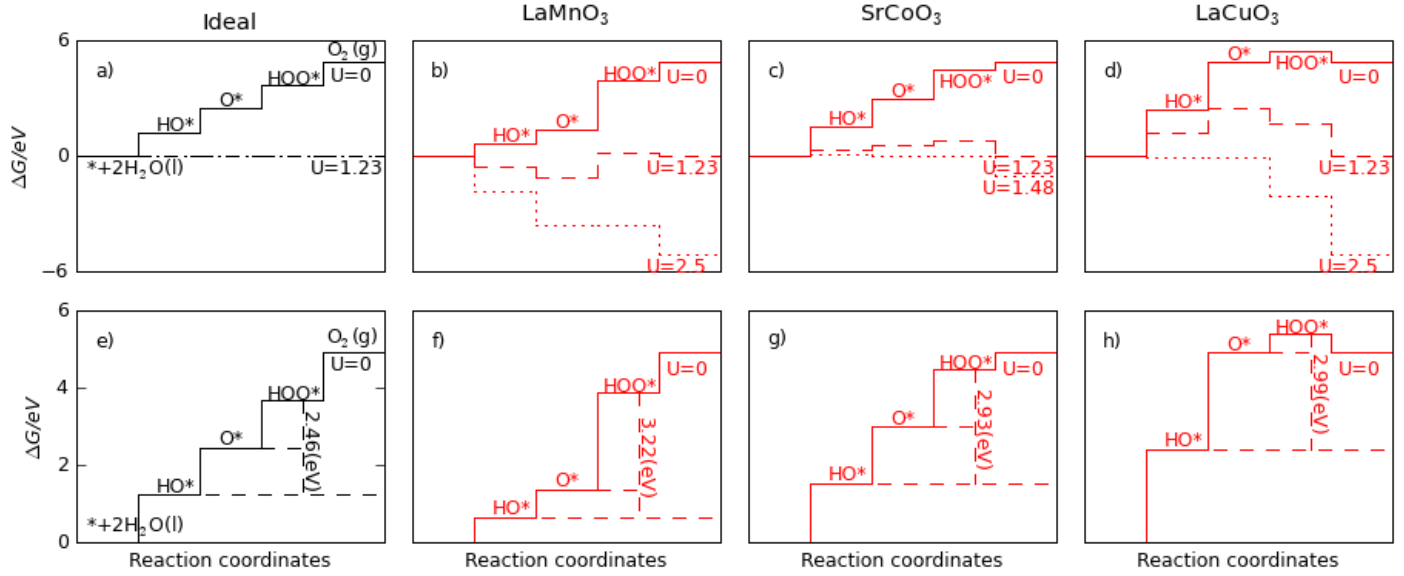 Ideal
LaMnO₃
SrCoO₃
LaCuO₃
ΔG/eV
6
0
−6
a)
*+2H₂O(l)
HO*
O*
HOO*
O₂(g)
U=0
U=1.23
b)
HO*
O*
HOO*
U=0
U=1.23
U=2.5
c)
HO*
O*
HOO*
U=0
U=1.23
U=1.48
d)
HO*
O*
HOO*
U=0
U=1.23
U=2.5
ΔG/eV
6
4
2
0
e)
*+2H₂O(l)
HO*
O*
HOO*
O₂(g)
U=0
2.46(eV)
Reaction coordinates
f)
HO*
O*
HOO*
U=0
3.22(eV)
Reaction coordinates
g)
HO*
O*
HOO*
U=0
2.93(eV)
Reaction coordinates
h)
HO*
O*
HOO*
U=0
2.99(eV)
Reaction coordinates